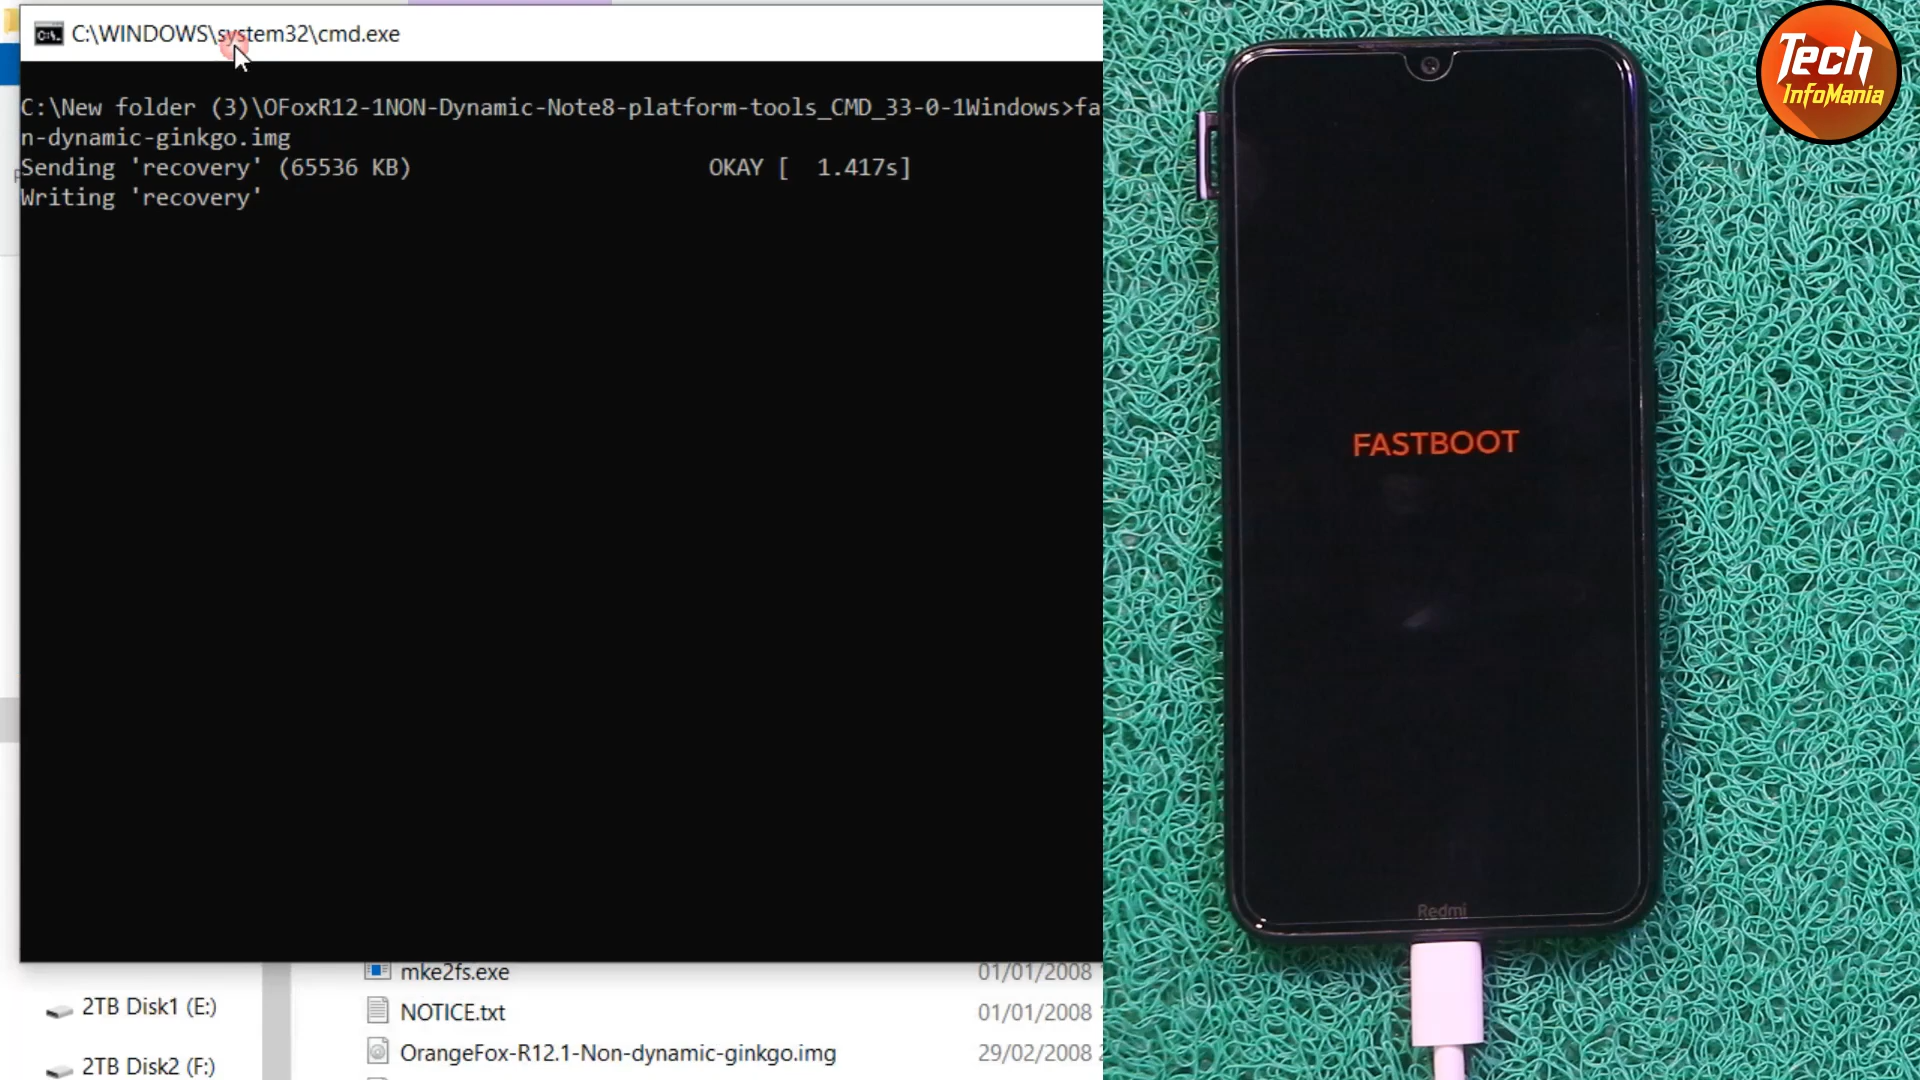 C:\WINDOWS\system32\cmd.exe
C:\New folder (3)\OFoxR12-1NON-Dynamic-Note8-platform-tools_CMD_33-0-1Windows>fa
n-dynamic-ginkgo.img
Sending 'recovery' (65536 KB) OKAY [ 1.417s]
Writing 'recovery'
mke2fs.exe 01/01/2008
NOTICE.txt 01/01/2008
OrangeFox-R12.1-Non-dynamic-ginkgo.img 29/02/2008
2TB Disk1 (E:)
2TB Disk2 (F:)
FASTBOOT
Redmi
Tech
InfoMania